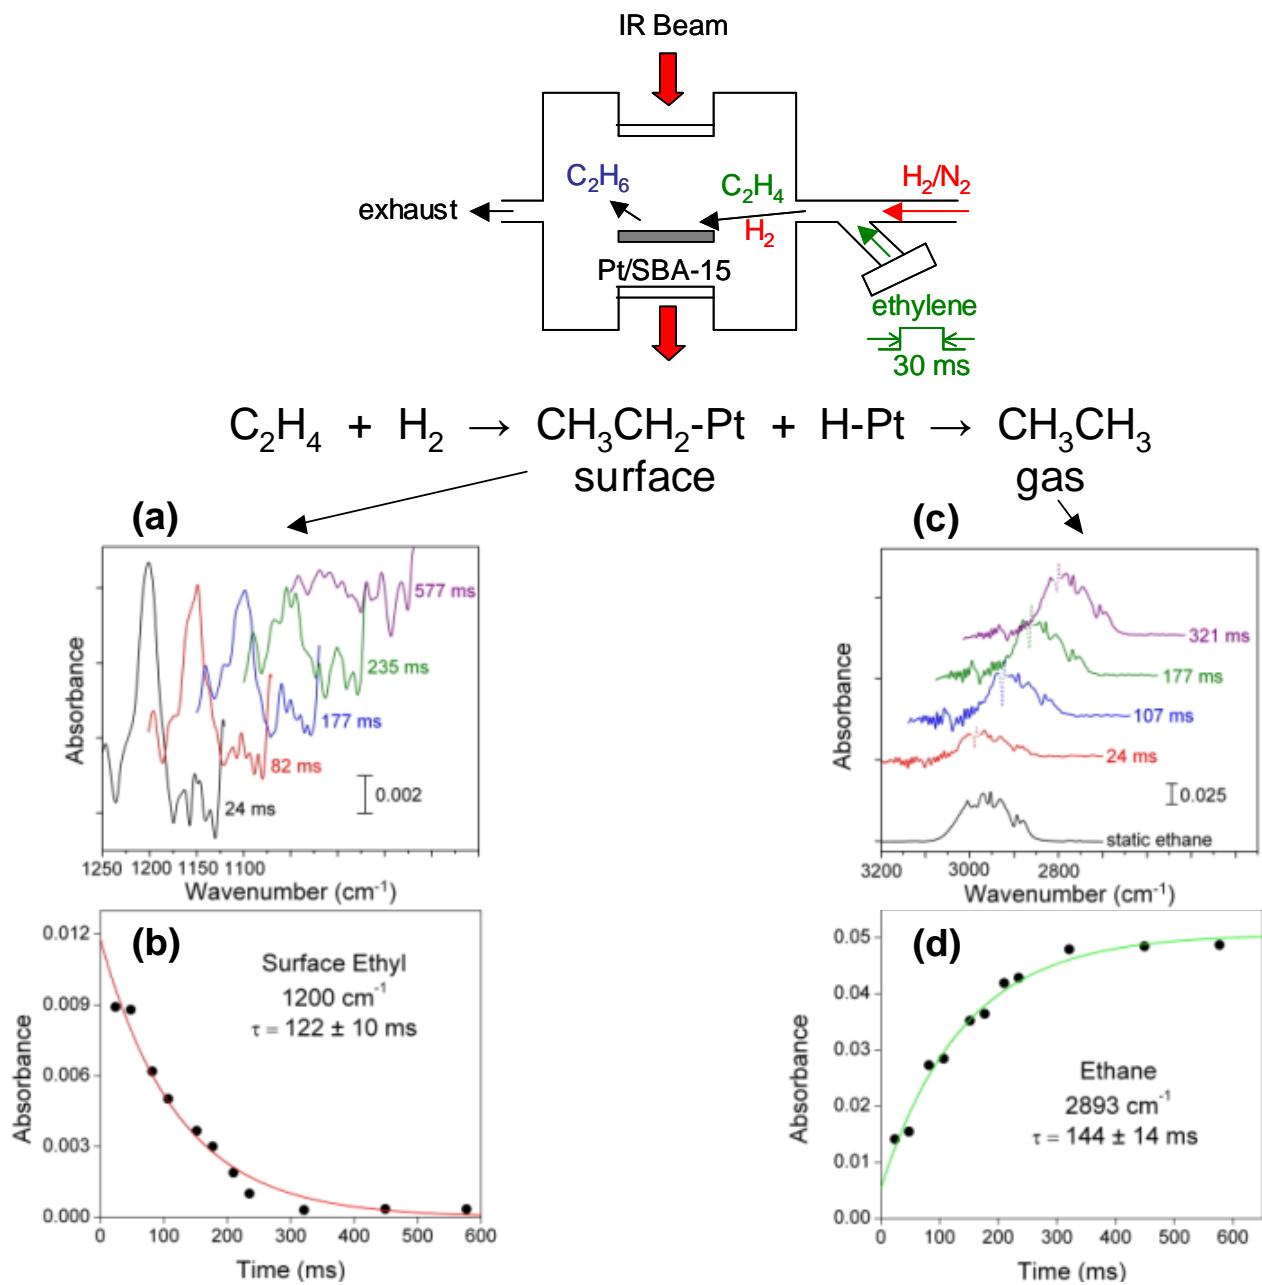 IR Beam
C2H6
C2H4
H2/N2
exhaust
H2
Pt/SBA-15
ethylene
30 ms
C2H4 + H2 → CH3CH2-Pt + H-Pt → CH3CH3
surface
gas
(a)
577 ms
235 ms
177 ms
82 ms
24 ms
0.002
Absorbance
1250 1200 1150 1100
Wavenumber (cm-1)
(c)
321 ms
177 ms
107 ms
24 ms
0.025
static ethane
Absorbance
3200 3000 2800
Wavenumber (cm-1)
(b)
Surface Ethyl
1200 cm-1
τ = 122 ± 10 ms
0.012
0.009
0.006
0.003
0.000
Absorbance
0 100 200 300 400 500 600
Time (ms)
(d)
Ethane
2893 cm-1
τ = 144 ± 14 ms
0.05
0.04
0.03
0.02
0.01
0.00
Absorbance
0 100 200 300 400 500 600
Time (ms)